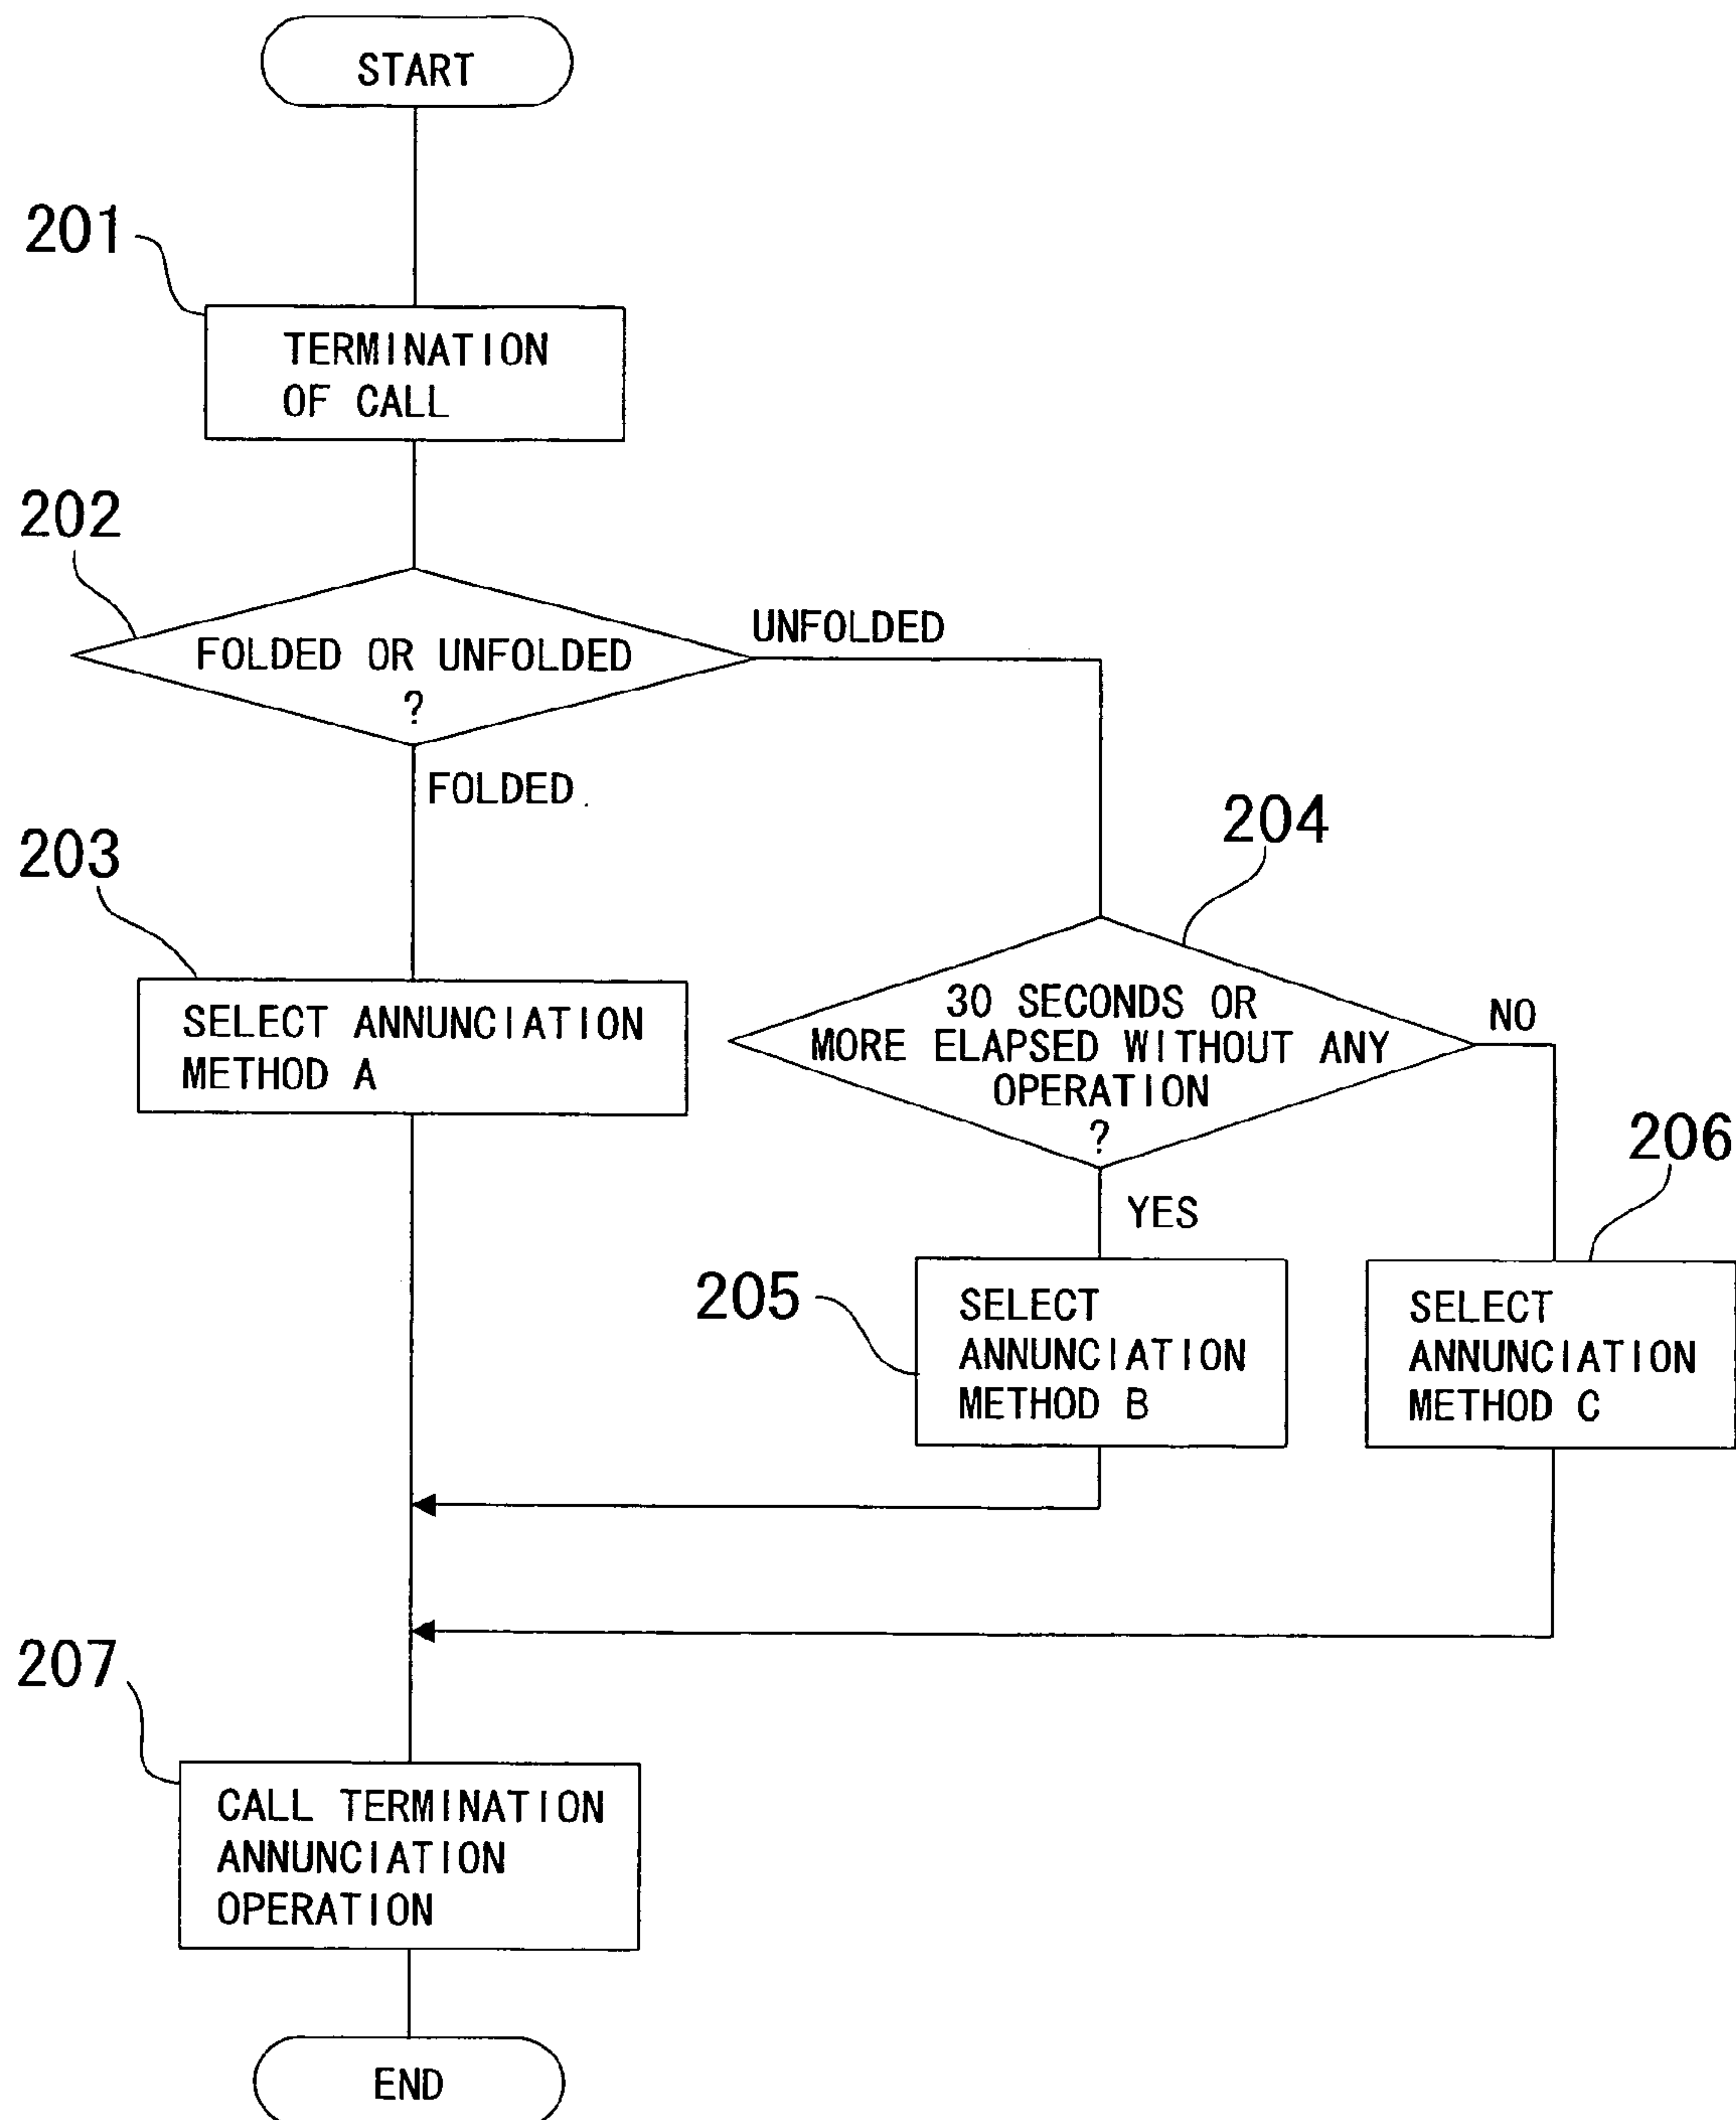 START
201
TERMINATION
OF CALL
202
FOLDED OR UNFOLDED
?
UNFOLDED
FOLDED
203
SELECT ANNUNCIATION
METHOD A
204
30 SECONDS OR
MORE ELAPSED WITHOUT ANY
OPERATION
?
NO
YES
205
SELECT
ANNUNCIATION
METHOD B
206
SELECT
ANNUNCIATION
METHOD C
207
CALL TERMINATION
ANNUNCIATION
OPERATION
END